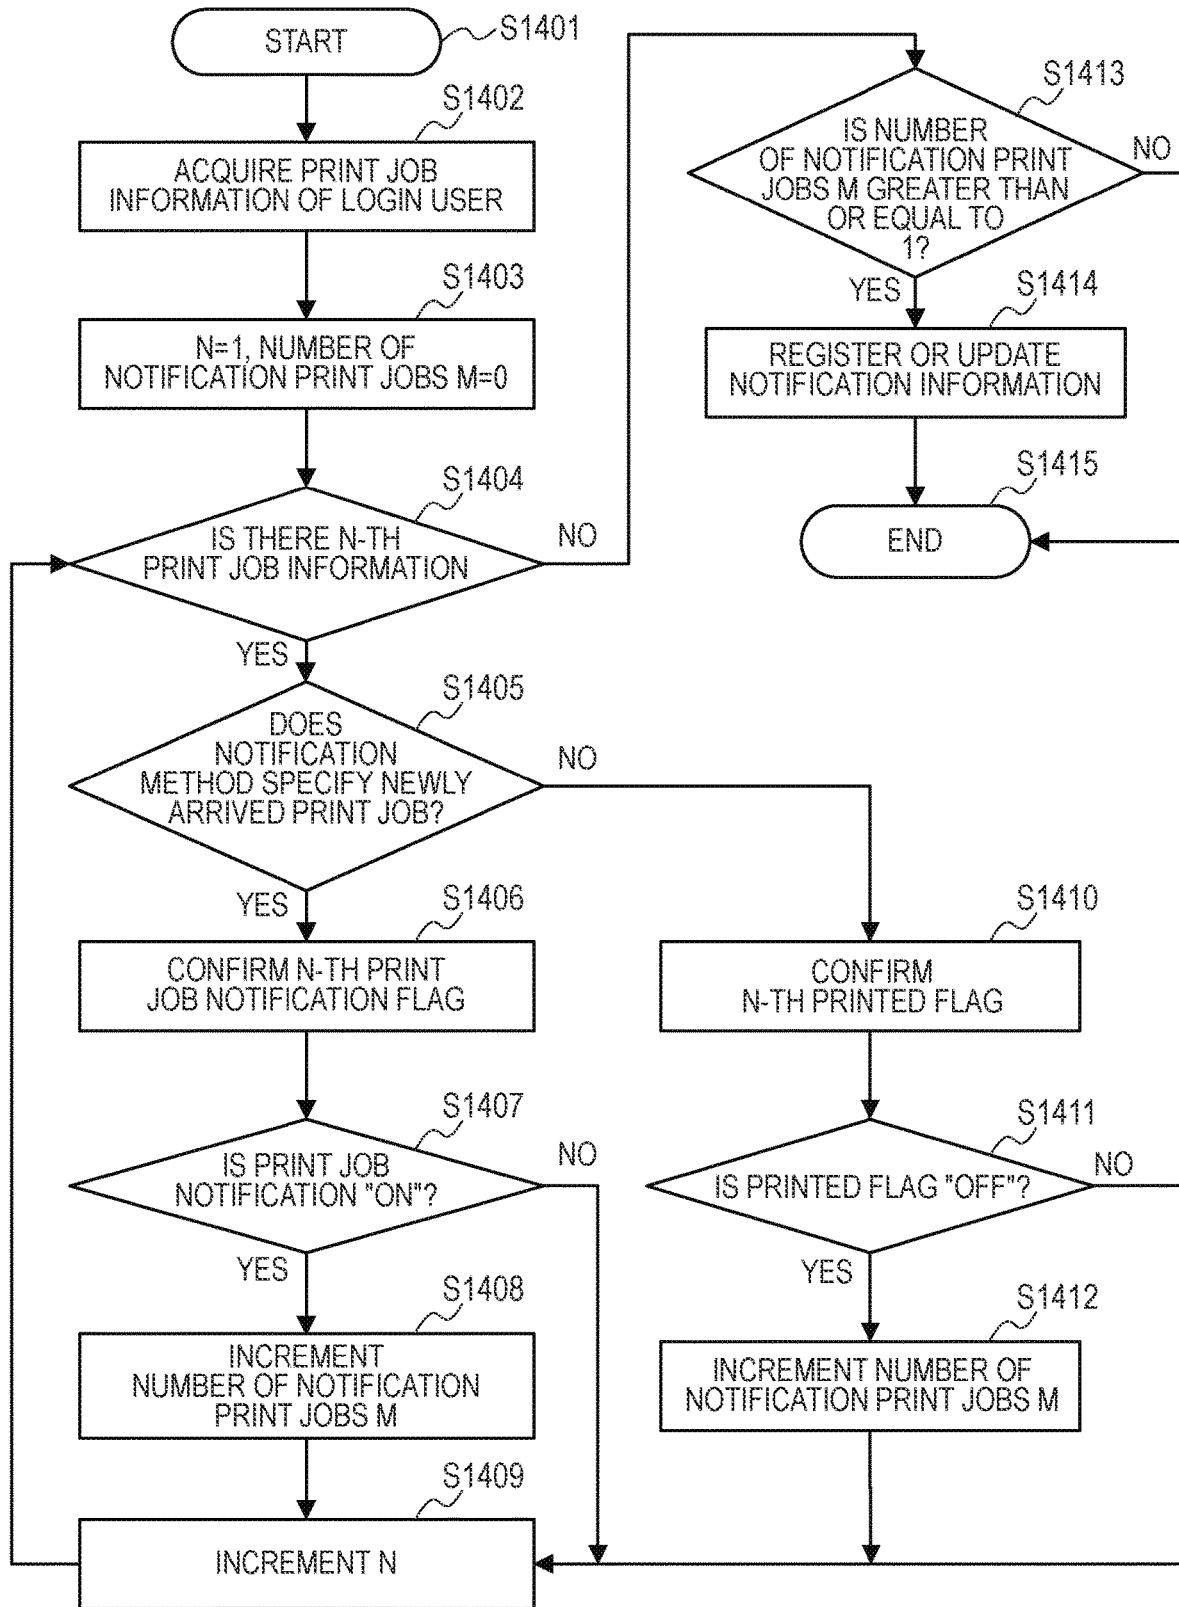 START
S1401
S1402
ACQUIRE PRINT JOB
INFORMATION OF LOGIN USER
S1403
N=1, NUMBER OF
NOTIFICATION PRINT JOBS M=0
S1404
IS THERE N-TH
PRINT JOB INFORMATION
NO
YES
S1405
DOES
NOTIFICATION
METHOD SPECIFY NEWLY
ARRIVED PRINT JOB?
NO
YES
S1406
CONFIRM N-TH PRINT
JOB NOTIFICATION FLAG
S1407
IS PRINT JOB
NOTIFICATION "ON"?
NO
YES
S1408
INCREMENT
NUMBER OF NOTIFICATION
PRINT JOBS M
S1409
INCREMENT N
S1410
CONFIRM
N-TH PRINTED FLAG
S1411
IS PRINTED FLAG "OFF"?
NO
YES
S1412
INCREMENT NUMBER OF
NOTIFICATION PRINT JOBS M
S1413
IS NUMBER
OF NOTIFICATION PRINT
JOBS M GREATER THAN
OR EQUAL TO
1?
NO
YES
S1414
REGISTER OR UPDATE
NOTIFICATION INFORMATION
S1415
END